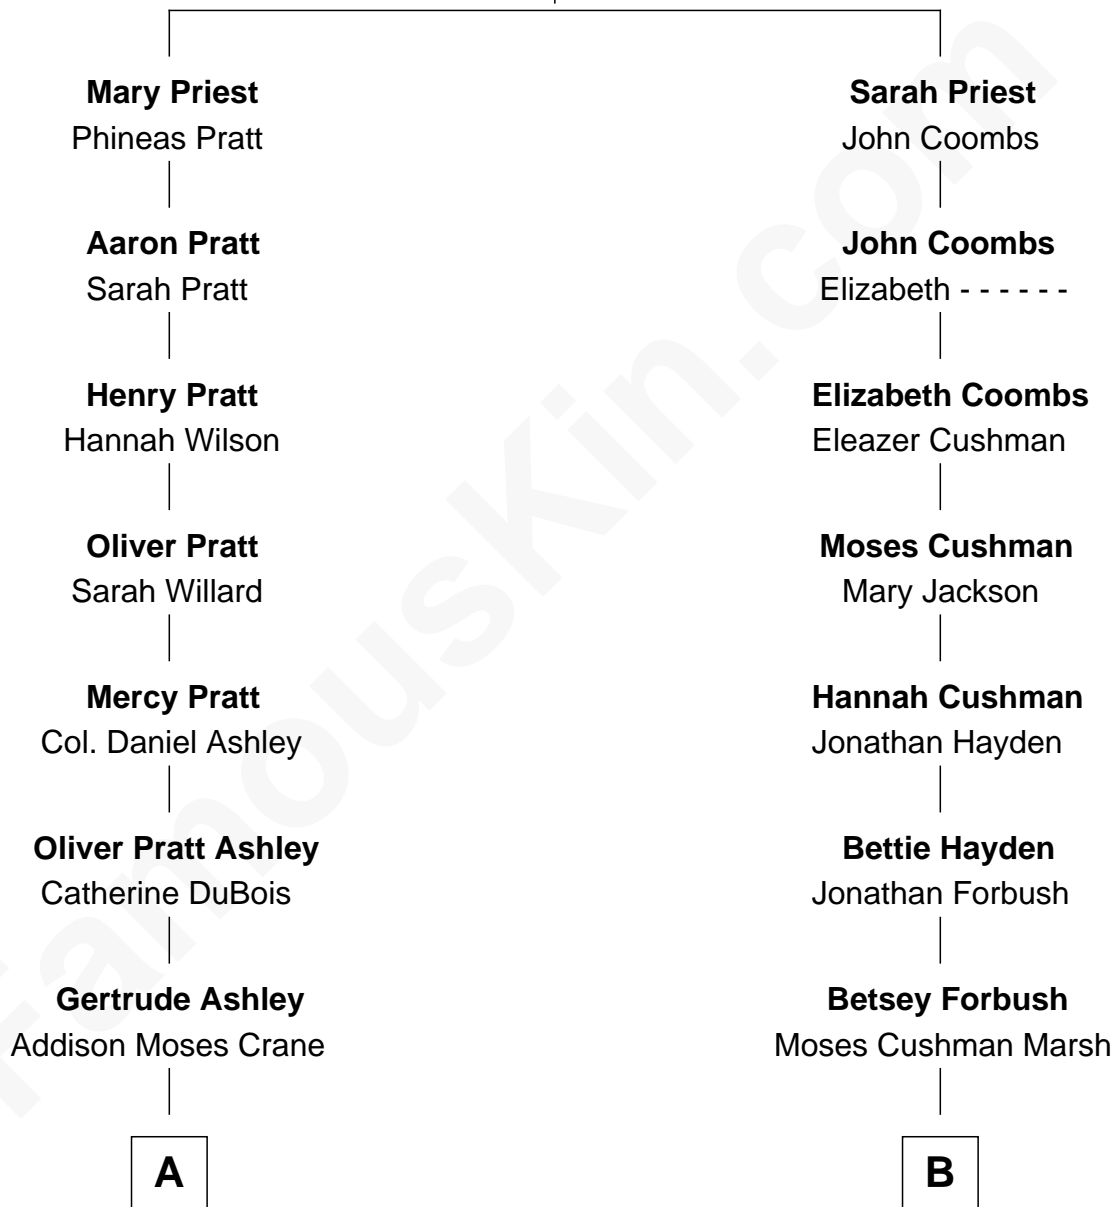 Mary Priest
Phineas Pratt
Sarah Priest
John Coombs
Aaron Pratt
Sarah Pratt
John Coombs
Elizabeth - - - - - -
Henry Pratt
Hannah Wilson
Elizabeth Coombs
Eleazer Cushman
Oliver Pratt
Sarah Willard
Moses Cushman
Mary Jackson
Mercy Pratt
Col. Daniel Ashley
Hannah Cushman
Jonathan Hayden
Oliver Pratt Ashley
Catherine DuBois
Bettie Hayden
Jonathan Forbush
Gertrude Ashley
Addison Moses Crane
Betsey Forbush
Moses Cushman Marsh
A
B
FamousKin.com